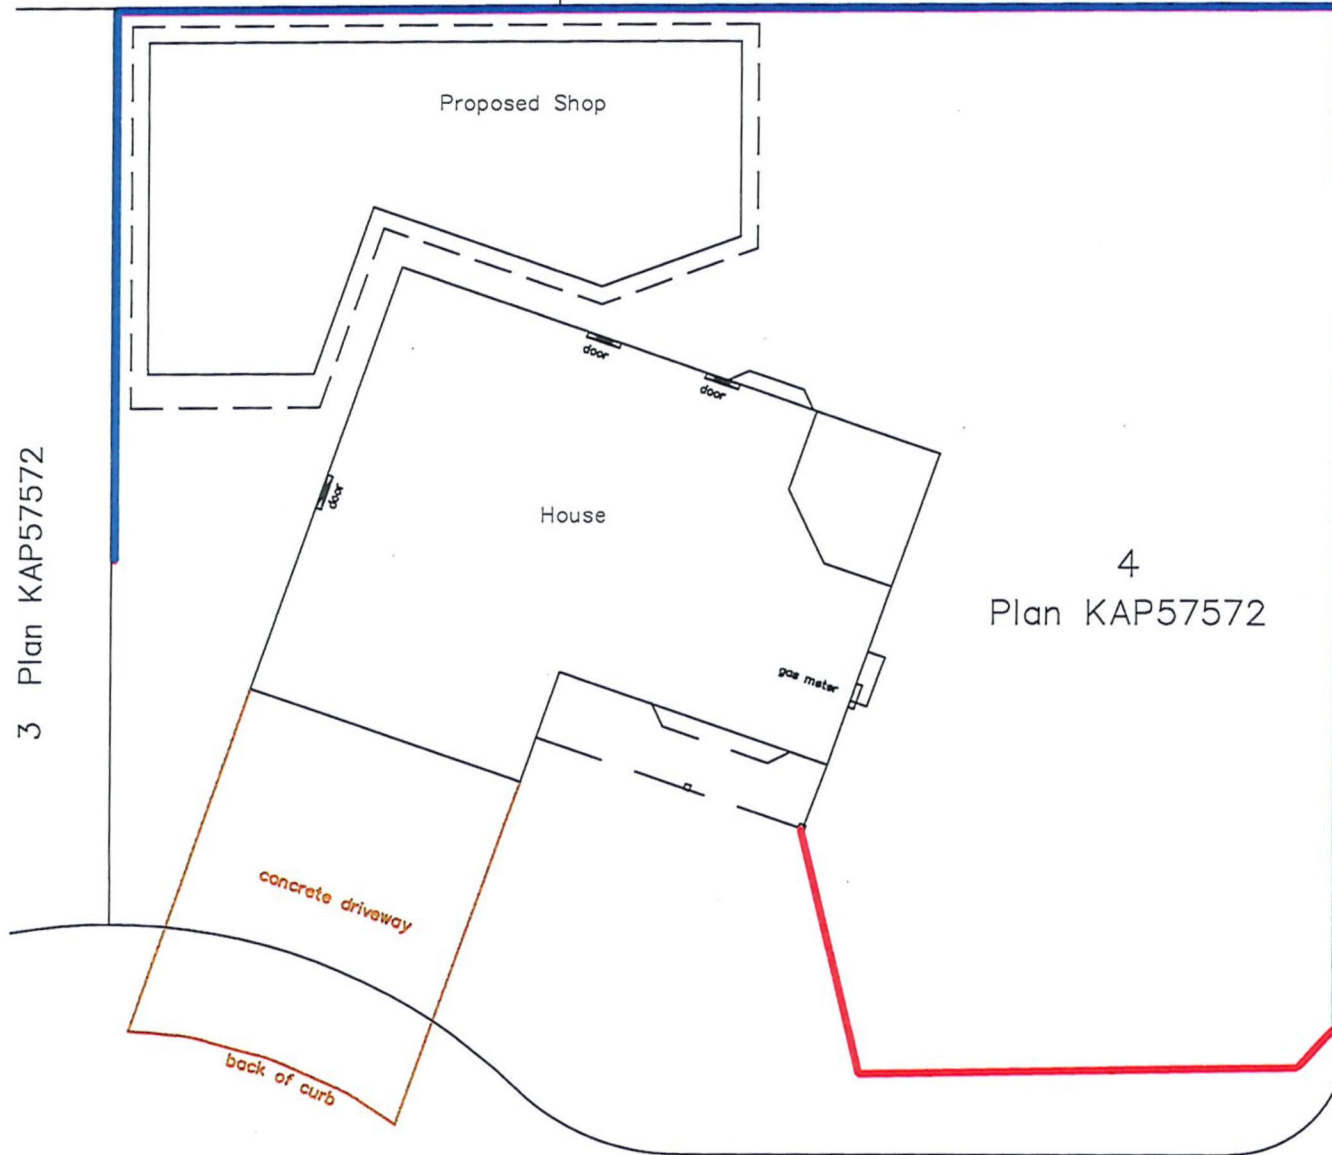 Proposed Shop
door
door
door
House
3 Plan KAP57572
4
Plan KAP57572
gas meter
concrete driveway
back of curb